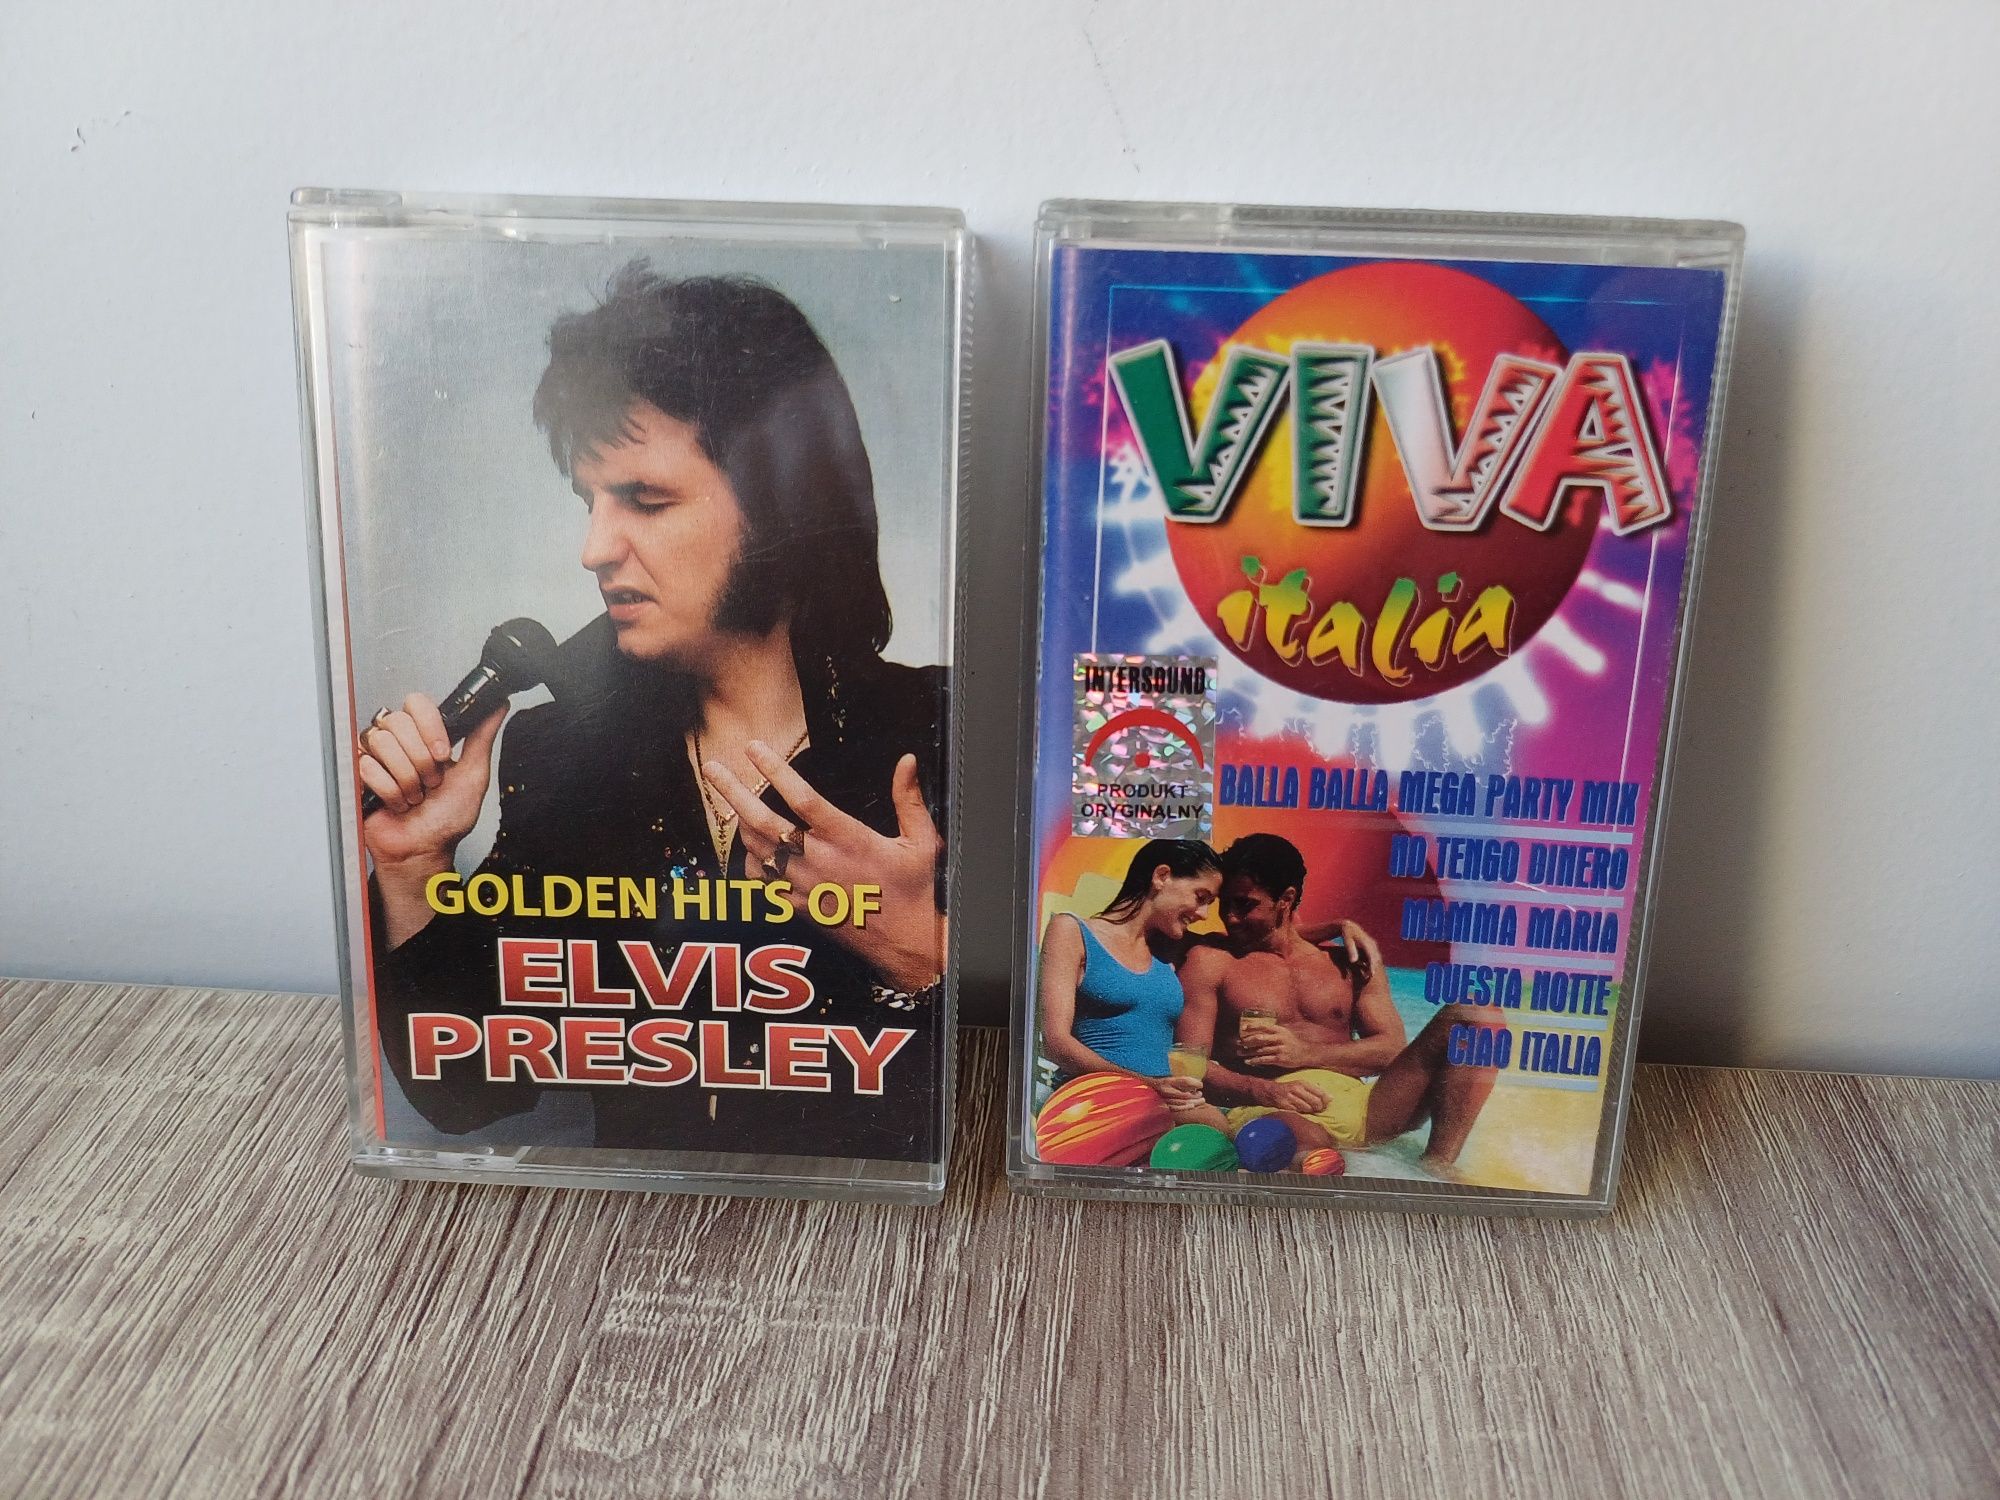 GOLDEN HITS OF
ELVIS
PRESLEY
VIVA
italia
INTERSOUND
PRODUKT
ORYGINALNY
BALLA BALLA MEGA PARTY MIX
NO TENGO DINERO
MAMMA MARIA
QUESTA NOTTE
CIAO ITALIA